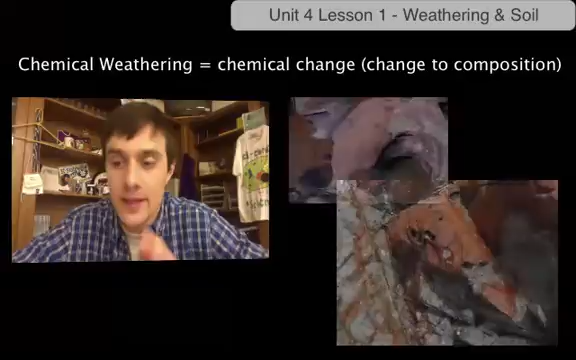 Unit 4 Lesson 1 - Weathering & Soil
Chemical Weathering = chemical change (change to composition)